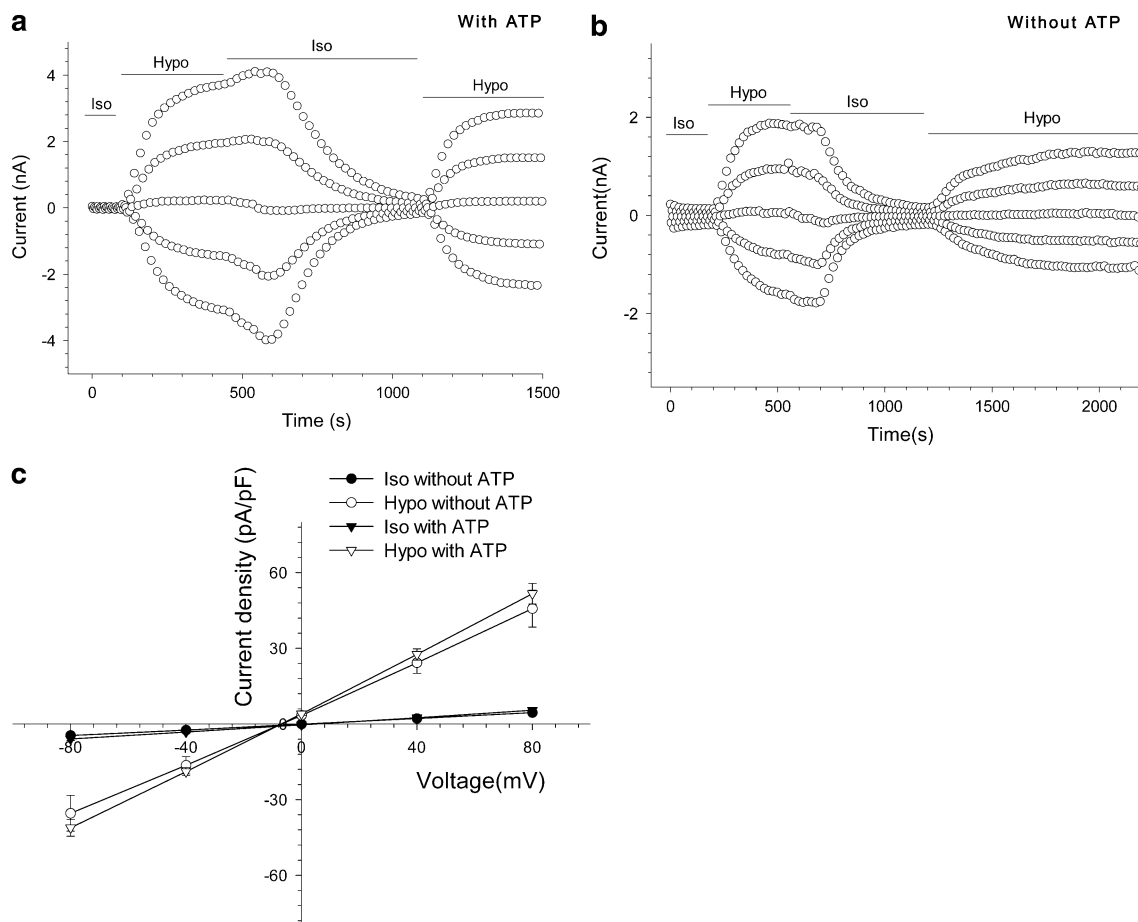 a
With ATP
Iso
Hypo
Iso
Hypo
4
2
0
-2
-4
Current (nA)
0
500
1000
1500
Time (s)
b
Without ATP
Iso
Hypo
Iso
Hypo
2
0
-2
Current(nA)
0
500
1000
1500
2000
Time(s)
c
Iso without ATP
Hypo without ATP
Iso with ATP
Hypo with ATP
Current density (pA/pF)
60
30
0
-30
-60
-80
-40
0
40
80
Voltage(mV)